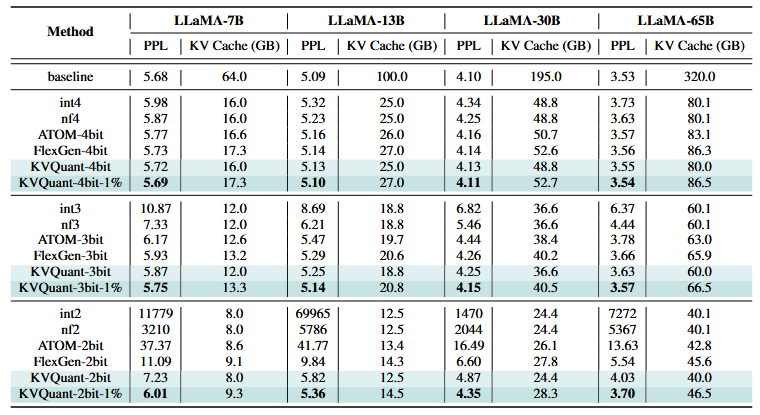 Method LLaMA-7B LLaMA-13B LLaMA-30B LLaMA-65B
PPL KV Cache (GB) PPL KV Cache (GB) PPL KV Cache (GB) PPL KV Cache (GB)
baseline 5.68 64.0 5.09 100.0 4.10 195.0 3.53 320.0
int4 5.98 16.0 5.32 25.0 4.34 48.8 3.73 80.1
nf4 5.87 16.0 5.23 25.0 4.25 48.8 3.63 80.1
ATOM-4bit 5.77 16.6 5.16 26.0 4.16 50.7 3.57 83.1
FlexGen-4bit 5.73 17.3 5.14 27.0 4.14 52.6 3.56 86.3
KVQuant-4bit 5.72 16.0 5.13 25.0 4.13 48.8 3.55 80.0
KVQuant-4bit-1% 5.69 17.3 5.10 27.0 4.11 52.7 3.54 86.5
int3 10.87 12.0 8.69 18.8 6.82 36.6 6.37 60.1
nf3 7.33 12.0 6.21 18.8 5.46 36.6 4.44 60.1
ATOM-3bit 6.17 12.6 5.47 19.7 4.44 38.4 3.78 63.0
FlexGen-3bit 5.93 13.2 5.29 20.6 4.26 40.2 3.66 65.9
KVQuant-3bit 5.87 12.0 5.25 18.8 4.25 36.6 3.63 60.0
KVQuant-3bit-1% 5.75 13.3 5.14 20.8 4.15 40.5 3.57 66.5
int2 11779 8.0 69965 12.5 1470 24.4 7272 40.1
nf2 3210 8.0 5786 12.5 2044 24.4 5367 40.1
ATOM-2bit 37.37 8.6 41.77 13.4 16.49 26.1 13.63 42.8
FlexGen-2bit 11.09 9.1 9.84 14.3 6.60 27.8 5.54 45.6
KVQuant-2bit 7.23 8.0 5.82 12.5 4.87 24.4 4.03 40.0
KVQuant-2bit-1% 6.01 9.3 5.36 14.5 4.35 28.3 3.70 46.5